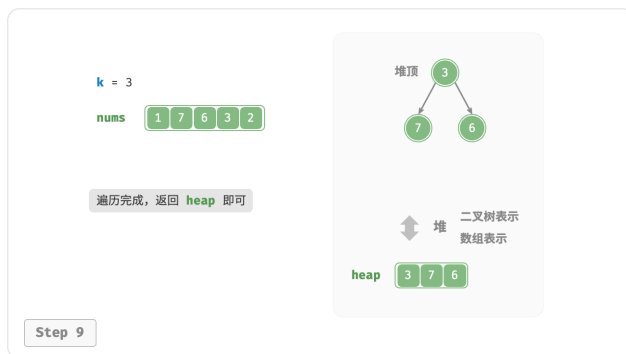 k = 3
nums 1 7 6 3 2
遍历完成，返回 heap 即可
堆顶 3
7 6
堆 二叉树表示
数组表示
heap 3 7 6
Step 9